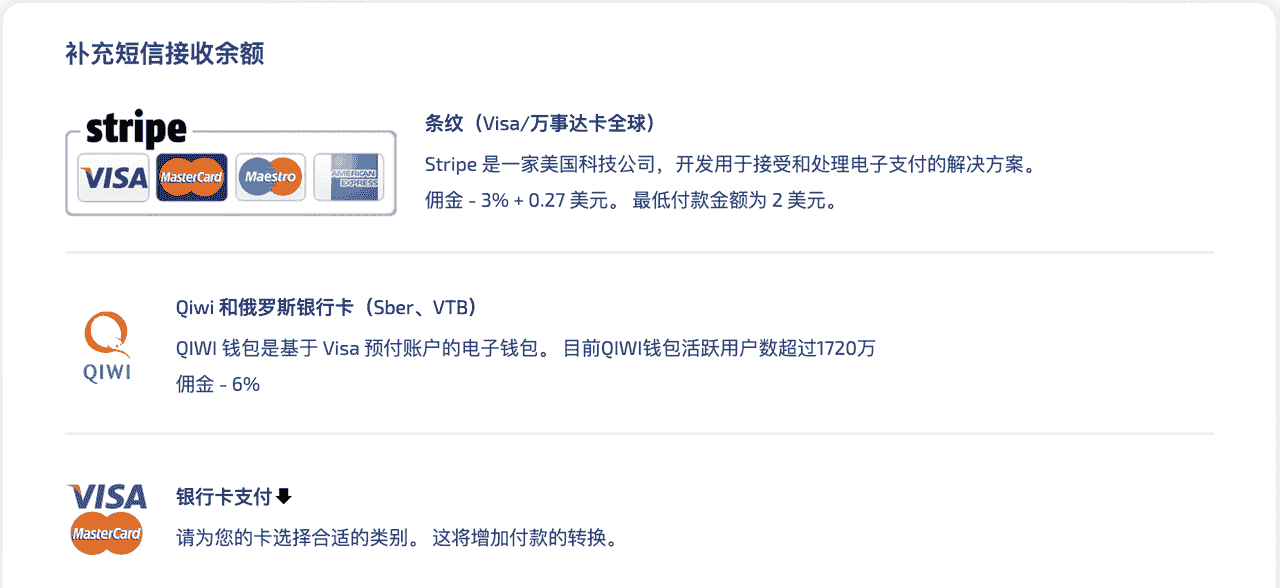 补充短信接收余额
stripe
VISA MasterCard Maestro AMERICAN EXPRESS
条纹（Visa/万事达卡全球）
Stripe 是一家美国科技公司，开发用于接受和处理电子支付的解决方案。
佣金 - 3% + 0.27 美元。 最低付款金额为 2 美元。
QIWI
Qiwi 和俄罗斯银行卡（Sber、VTB）
QIWI 钱包是基于 Visa 预付账户的电子钱包。 目前QIWI钱包活跃用户数超过1720万
佣金 - 6%
VISA
MasterCard
银行卡支付🡇
请为您的卡选择合适的类别。 这将增加付款的转换。